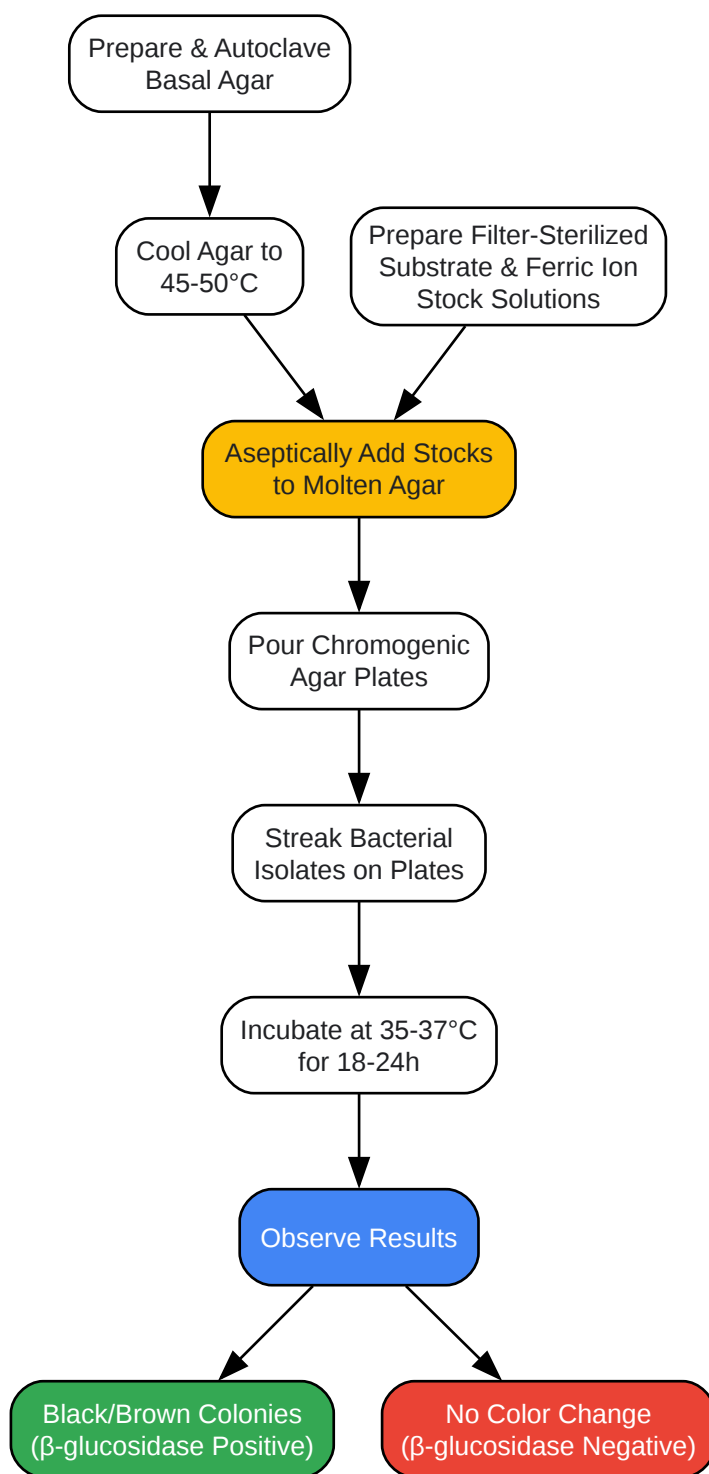 Prepare & Autoclave
Basal Agar
Cool Agar to
45-50°C
Prepare Filter-Sterilized
Substrate & Ferric Ion
Stock Solutions
Aseptically Add Stocks
to Molten Agar
Pour Chromogenic
Agar Plates
Streak Bacterial
Isolates on Plates
Incubate at 35-37°C
for 18-24h
Observe Results
Black/Brown Colonies
(β-glucosidase Positive)
No Color Change
(β-glucosidase Negative)